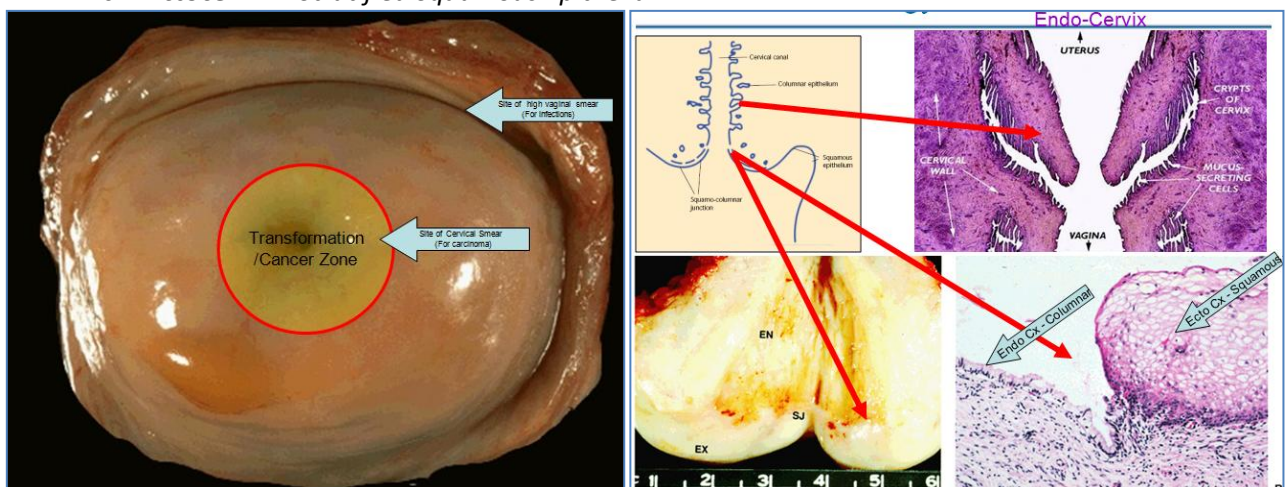 Endo-Cervix
Site of high vaginal smear
(For infections)
Transformation
/Cancer Zone
Site of Cervical Smear
(For carcinoma)
Cervical canal
Columnar epithelium
Squamous
epithelium
Squamo-columnar
junction
UTERUS
CRYPTS
OF
CERVIX
CERVICAL
WALL
MUCUS-
SECRETING
CELLS
VAGINA
EN
SJ
EX
1 2 3 4 5 6
Endo Cx - Columnar
Ecto Cx - Squamous